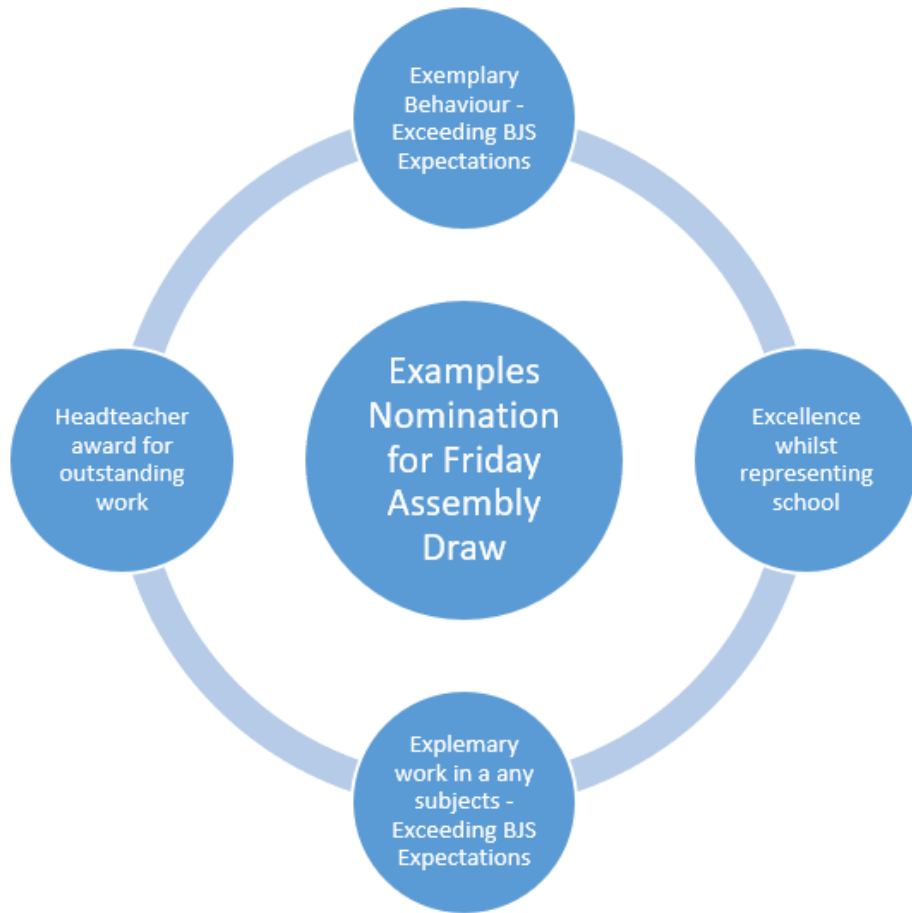 Exemplary
Behaviour -
Exceeding BJS
Expectations
Headteacher
award for
outstanding
work
Examples
Nomination
for Friday
Assembly
Draw
Excellence
whilst
representing
school
Explemary
work in a any
subjects -
Exceeding BJS
Expectations